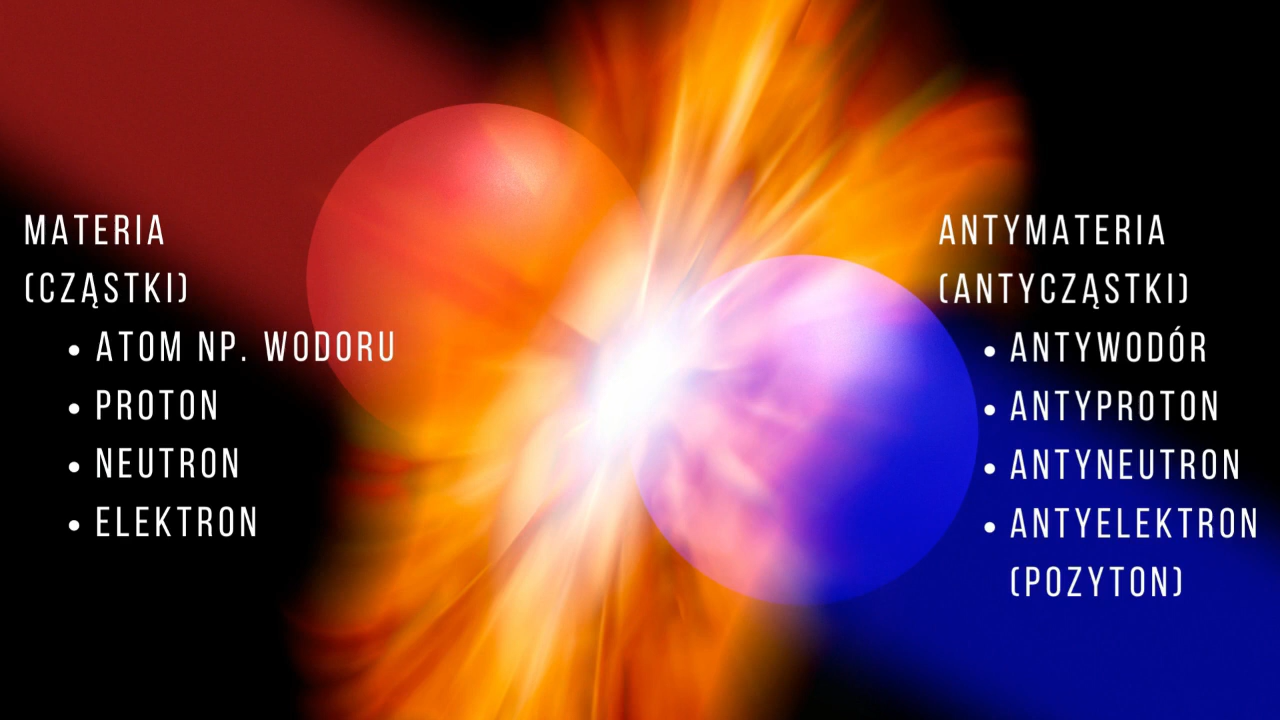 MATERIA
(CZĄSTKI)
• ATOM NP. WODORU
• PROTON
• NEUTRON
• ELEKTRON
ANTYMATERIA
(ANTYCZĄSTKI)
• ANTYWODÓR
• ANTYPROTON
• ANTYNEUTRON
• ANTYELEKTRON
(POZYTON)